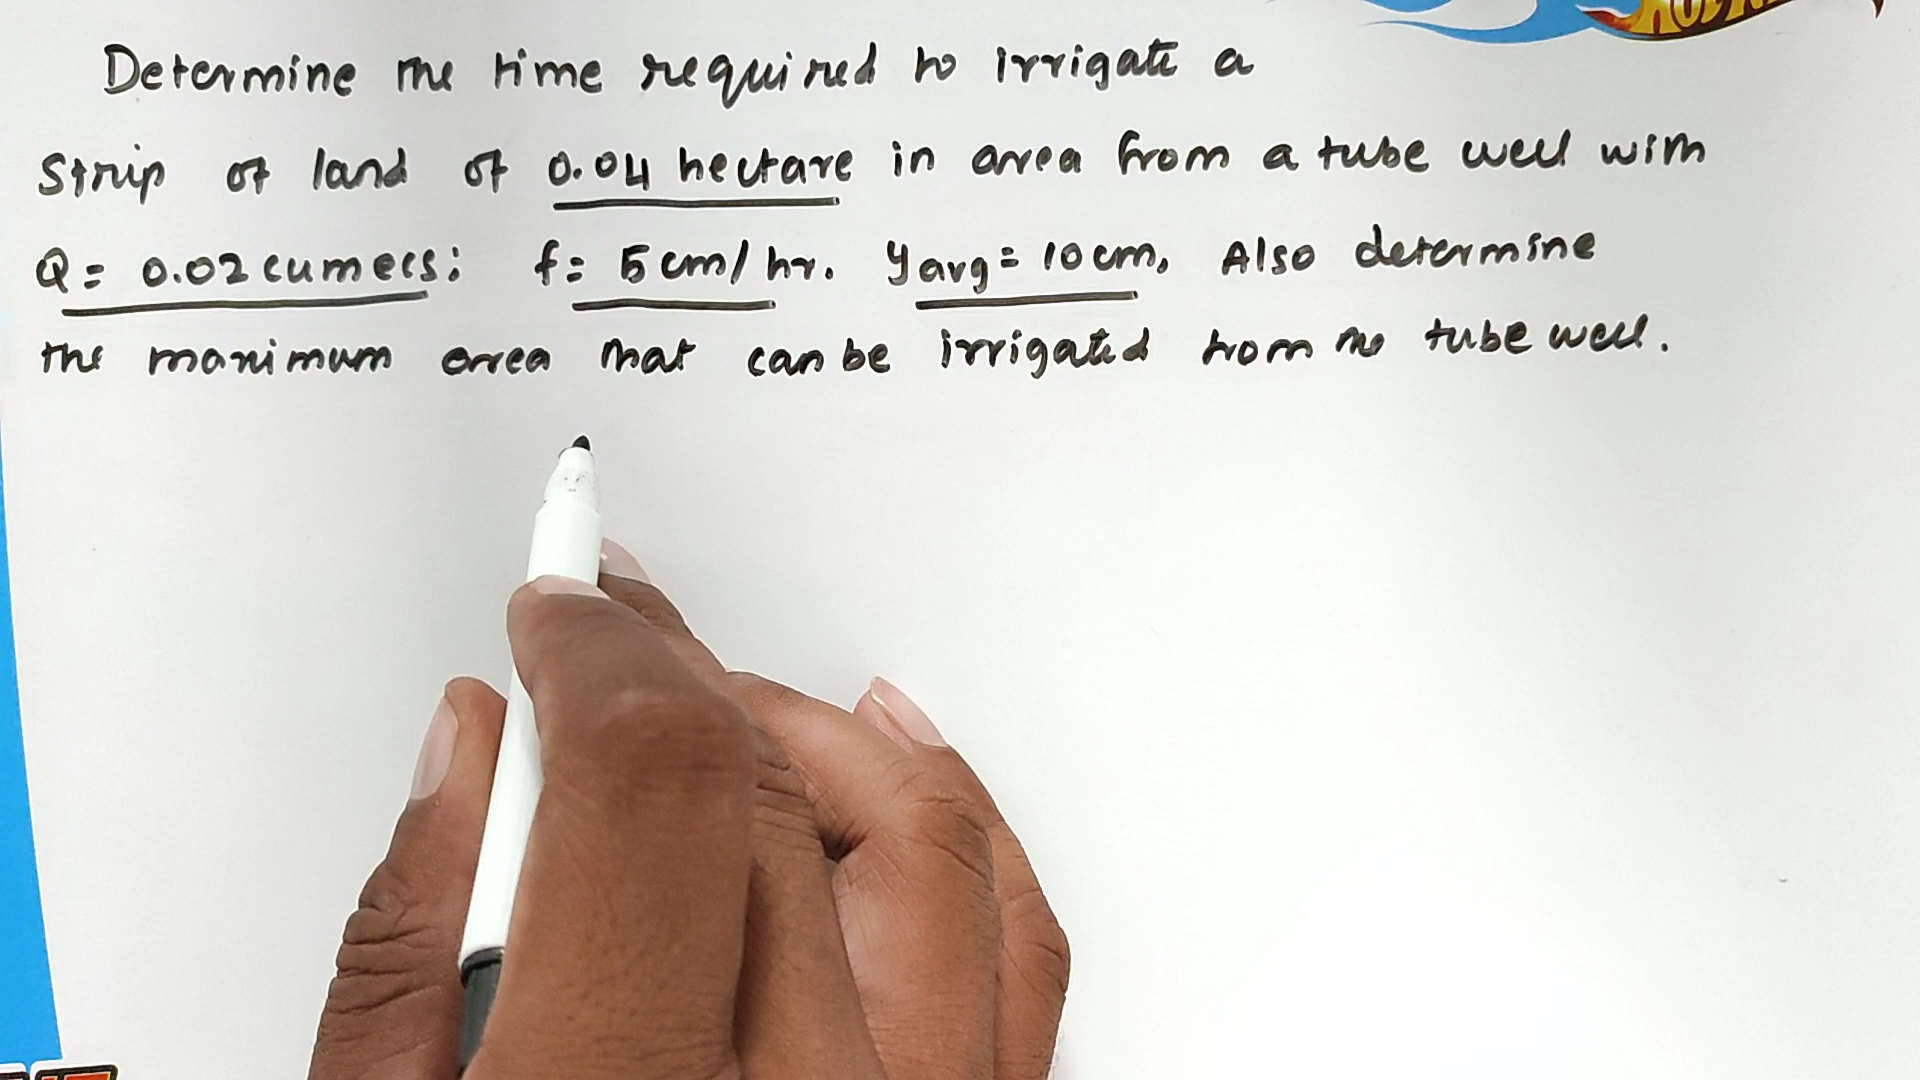 Determine the time required to irrigate a
Strip of land of 0.04 hectare in area from a tube well with
Q = 0.02 cumecs; f = 5 cm/hr. yavg = 10 cm, Also determine
the maximum area that can be irrigated from the tube well.